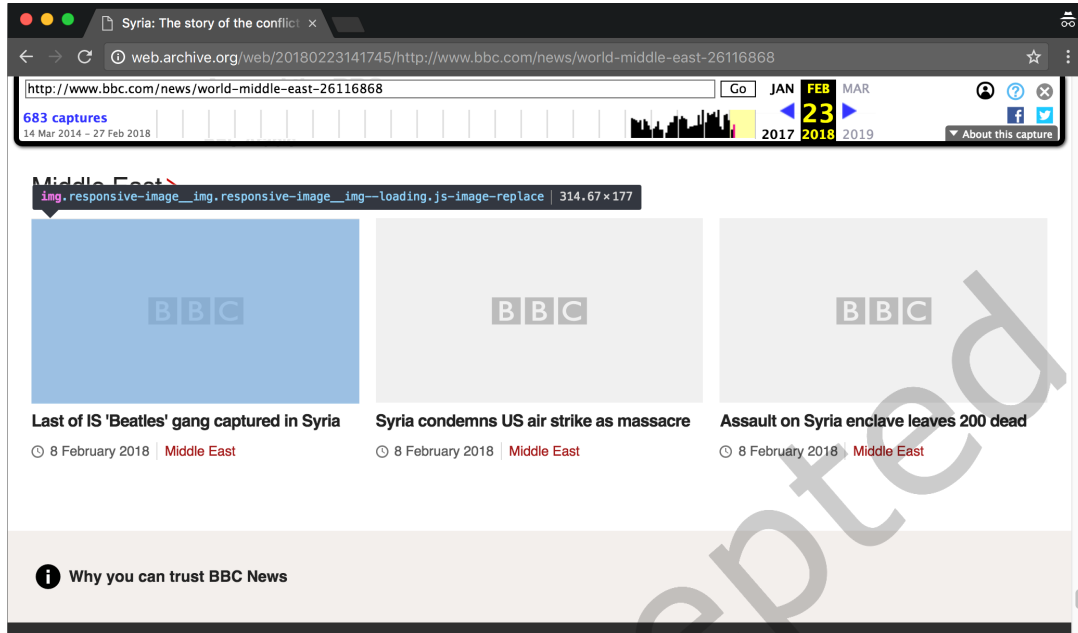 Syria: The story of the conflict ×
web.archive.org/web/20180223141745/http://www.bbc.com/news/world-middle-east-26116868
http://www.bbc.com/news/world-middle-east-26116868 Go JAN FEB MAR
683 captures 23
14 Mar 2014 – 27 Feb 2018 2017 2018 2019 ▼ About this capture
Middle East >
img.responsive-image__img.responsive-image__img--loading.js-image-replace | 314.67×177
BBC BBC BBC
Last of IS 'Beatles' gang captured in Syria
8 February 2018 | Middle East
Syria condemns US air strike as massacre
8 February 2018 | Middle East
Assault on Syria enclave leaves 200 dead
8 February 2018 | Middle East
Why you can trust BBC News
epted